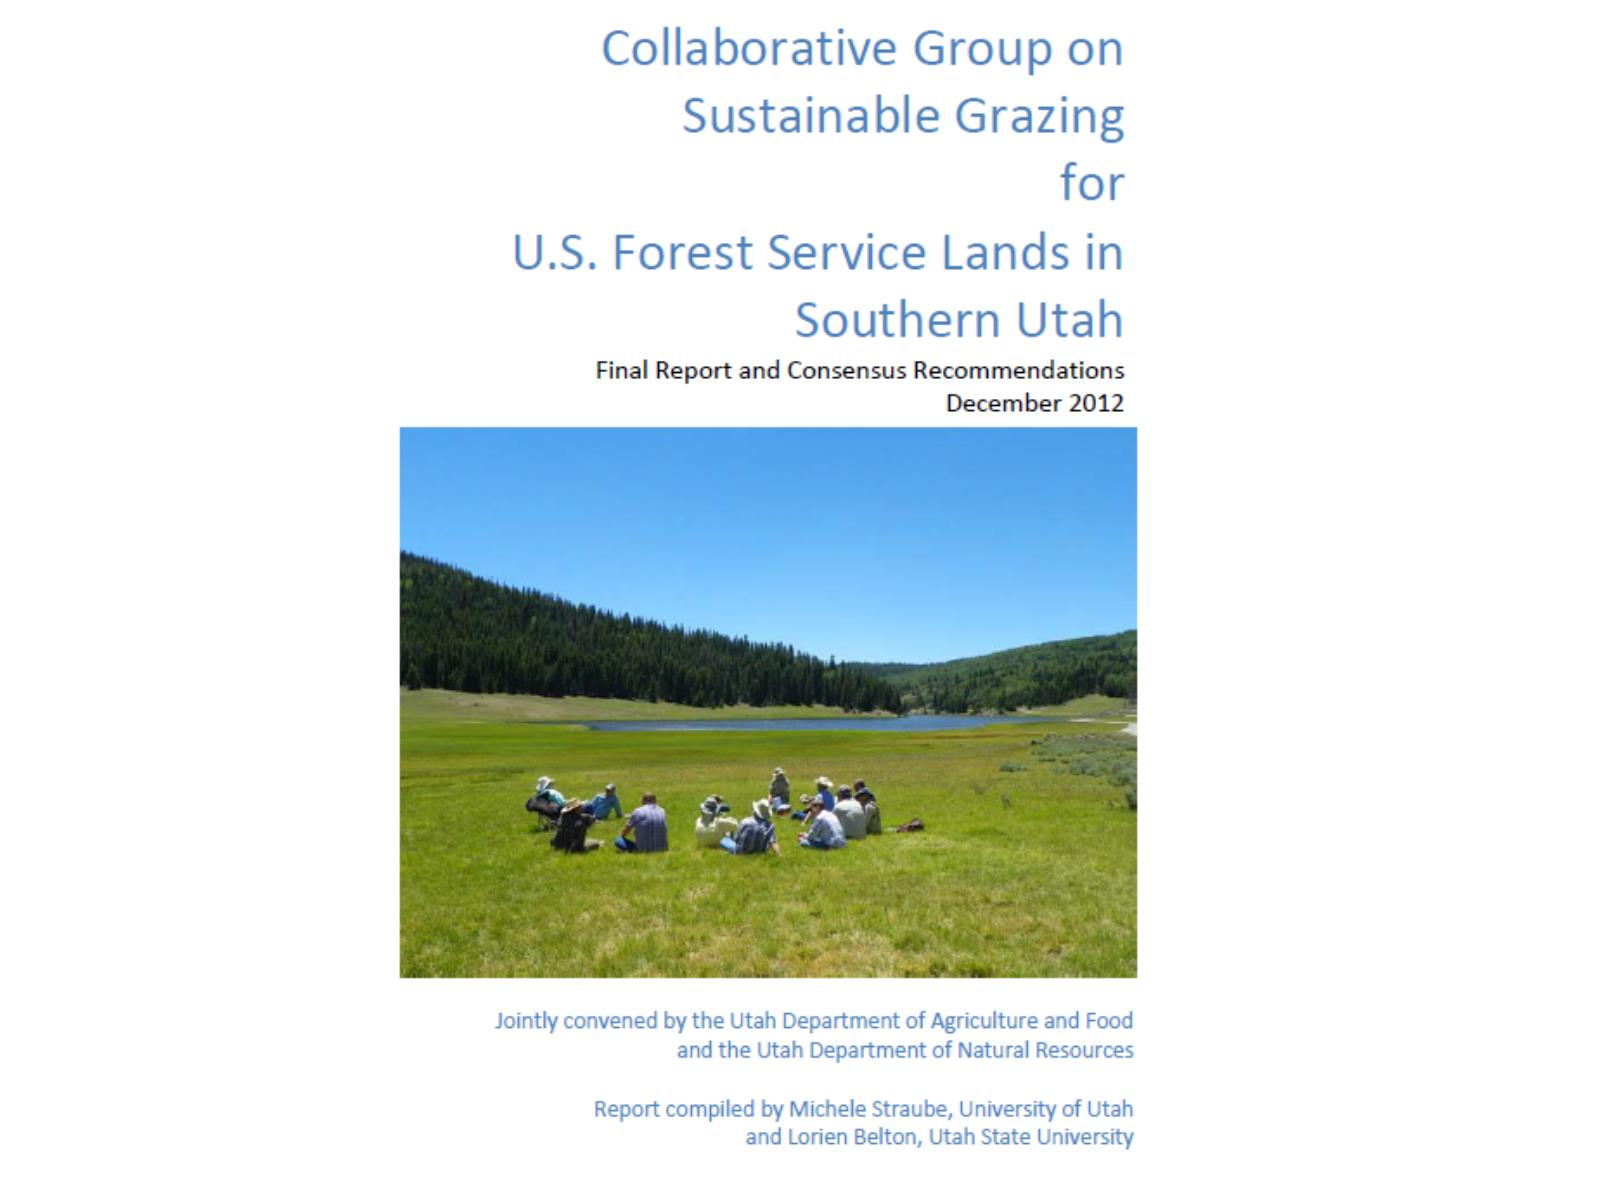 Collaborative Group on
Sustainable Grazing
for
U.S. Forest Service Lands in
Southern Utah
Final Report and Consensus Recommendations
December 2012
Jointly convened by the Utah Department of Agriculture and Food
and the Utah Department of Natural Resources
Report compiled by Michele Straube, University of Utah
and Lorien Belton, Utah State University